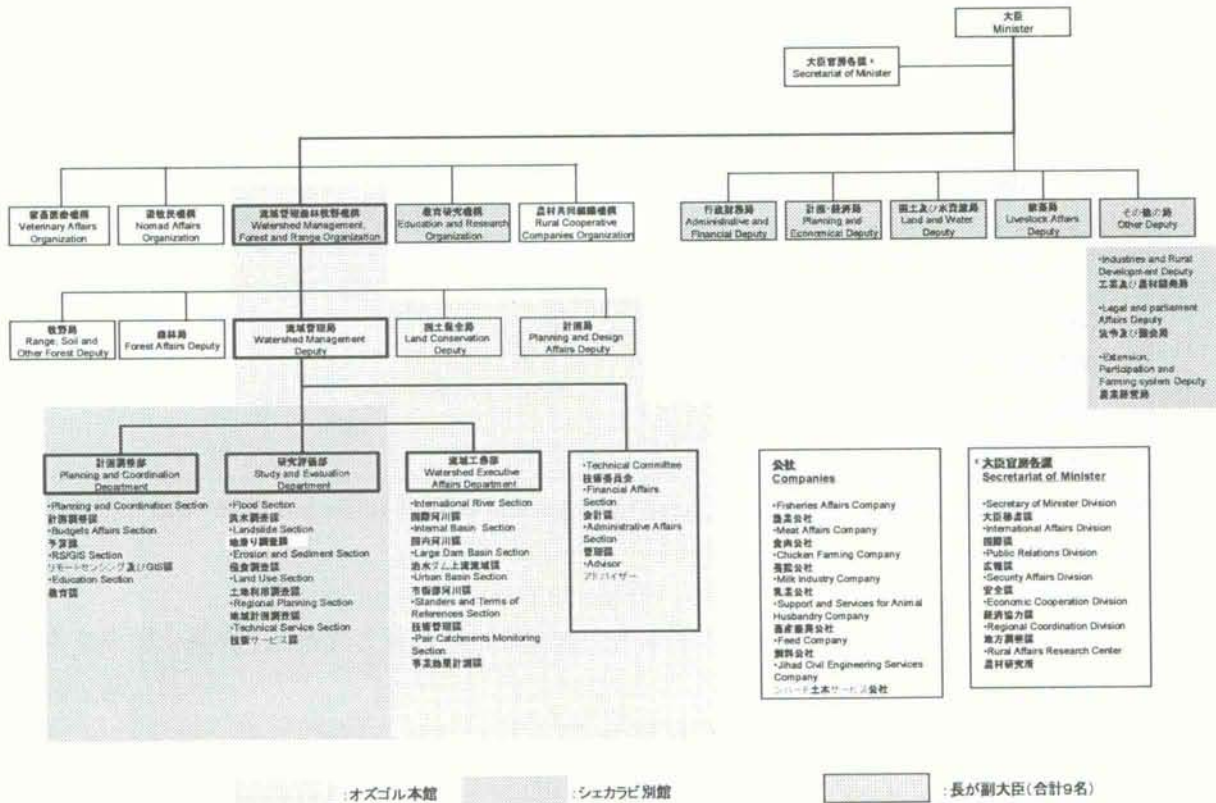 大臣
Minister
大臣官房各課 *
Secretariat of Minister
家畜医療機構
Veterinary Affairs
Organization
遊牧民機構
Nomad Affairs
Organization
流域管理森林牧野機構
Watershed Management,
Forest and Range Organization
教育研究機構
Education and Research
Organization
農村共同組織機構
Rural Cooperative
Companies Organization
行政財務局
Administrative and
Financial Deputy
計画・経済局
Planning and
Economical Deputy
国土及び水資源局
Land and Water
Deputy
牧畜局
Livestock Affairs
Deputy
その他の局
Other Deputy
・Industries and Rural
Development Deputy
工業及び農村開発局
・Legal and parliament
Affairs Deputy
法令及び国会局
・Extension,
Participation and
Farming system Deputy
農業経営局
牧野局
Range, Soil and
Other Forest Deputy
森林局
Forest Affairs Deputy
流域管理局
Watershed Management
Deputy
国土保全局
Land Conservation
Deputy
計画局
Planning and Design
Affairs Deputy
計画調整部
Planning and Coordination
Department
・Planning and Coordination Section
計画調整課
・Budgets Affairs Section
予算課
・RS/GIS Section
リモートセンシング及びGIS課
・Education Section
教育課
研究評価部
Study and Evaluation
Department
・Flood Section
洪水調査課
・Landslide Section
地滑り調査課
・Erosion and Sediment Section
侵食調査課
・Land Use Section
土地利用調査課
・Regional Planning Section
地域計画調査課
・Technical Service Section
技術サービス課
流域工務部
Watershed Executive
Affairs Department
・International River Section
国際河川課
・Internal Basin Section
国内河川課
・Large Dam Basin Section
治水ダム上流流域課
・Urban Basin Section
市街部河川課
・Standers and Terms of
References Section
技術管理課
・Pair Catchments Monitoring
Section
事業効果計測課
・Technical Committee
技術委員会
・Financial Affairs
Section
会計課
・Administrative Affairs
Section
管理課
・Advisor
アドバイザー
公社
Companies
・Fisheries Affairs Company
漁業公社
・Meat Affairs Company
食肉公社
・Chicken Farming Company
養鶏公社
・Milk Industry Company
乳業公社
・Support and Services for Animal
Husbandry Company
畜産振興公社
・Feed Company
飼料公社
・Jihad Civil Engineering Services
Company
ジハード土木サービス公社
* 大臣官房各課
Secretariat of Minister
・Secretary of Minister Division
大臣秘書課
・International Affairs Division
国際課
・Public Relations Division
広報課
・Security Affairs Division
安全課
・Economic Cooperation Division
経済協力課
・Regional Coordination Division
地方調整課
・Rural Affairs Research Center
農村研究所
:オズゴル本館
:シェカラビ別館
:長が副大臣(合計9名)